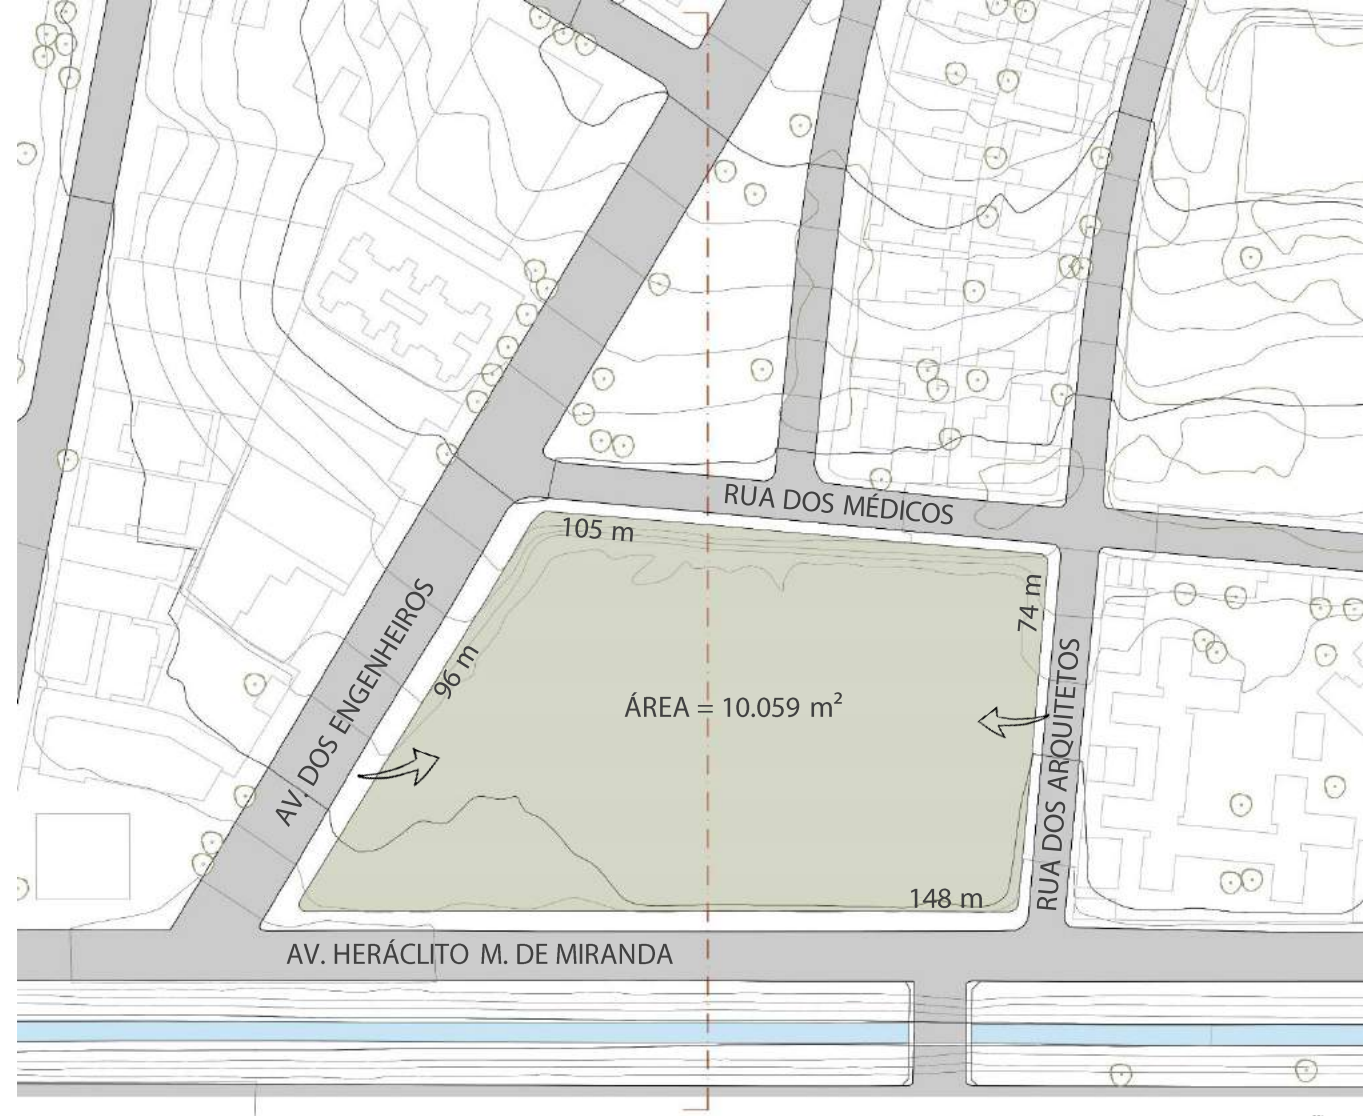 RUA DOS MÉDICOS
105 m
74 m
AV. DOS ENGENHEIROS
96 m
ÁREA = 10.059 m²
RUA DOS ARQUITETOS
148 m
AV. HERÁCLITO M. DE MIRANDA